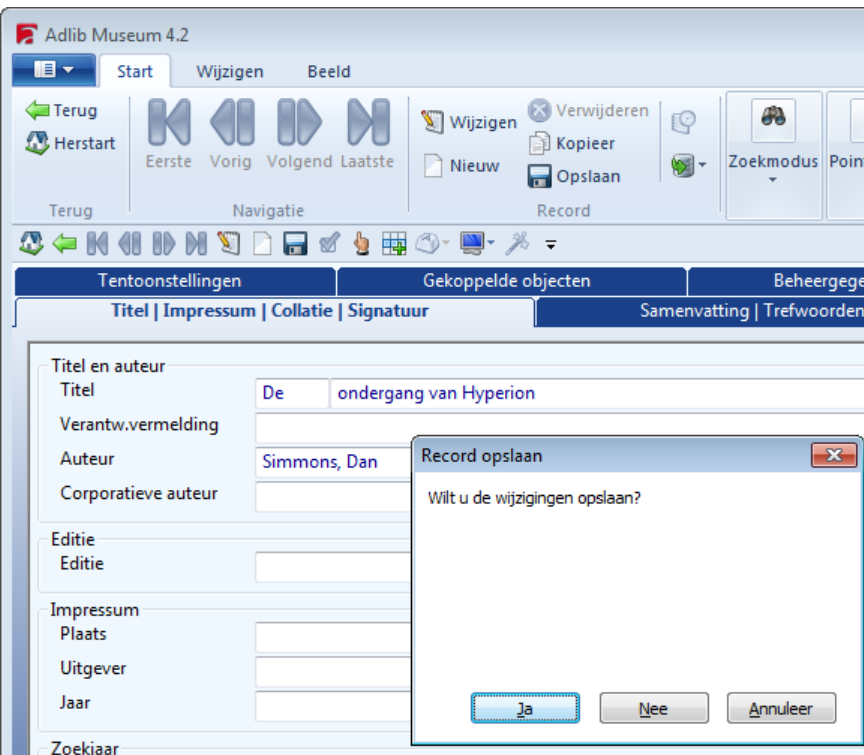 Adlib Museum 4.2
Start Wijzigen Beeld
Terug
Herstart
Eerste Vorig Volgend Laatste
Wijzigen
Nieuw
Verwijderen
Kopieer
Opslaan
Zoekmodus Poin
Terug Navigatie Record
Tentoonstellingen Gekoppelde objecten Beheergege
Titel | Impressum | Collatie | Signatuur Samenvatting | Trefwoorden
Titel en auteur
Titel De ondergang van Hyperion
Verantw.vermelding
Auteur Simmons, Dan
Corporatieve auteur
Editie
Editie
Impressum
Plaats
Uitgever
Jaar
Zoekjaar
Record opslaan
Wilt u de wijzigingen opslaan?
Ja Nee Annuleer